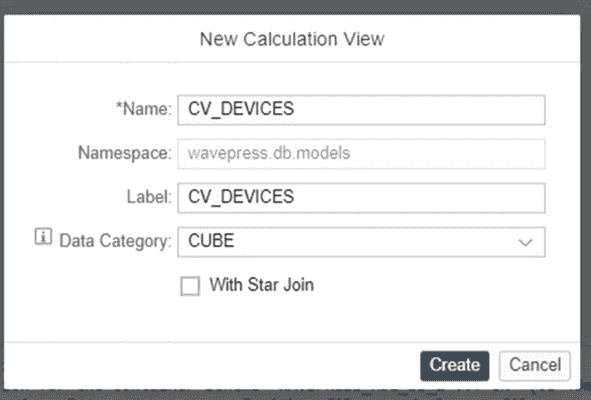 New Calculation View
*Name: CV_DEVICES
Namespace: wavepress.db.models
Label: CV_DEVICES
Data Category: CUBE
With Star Join
Create Cancel